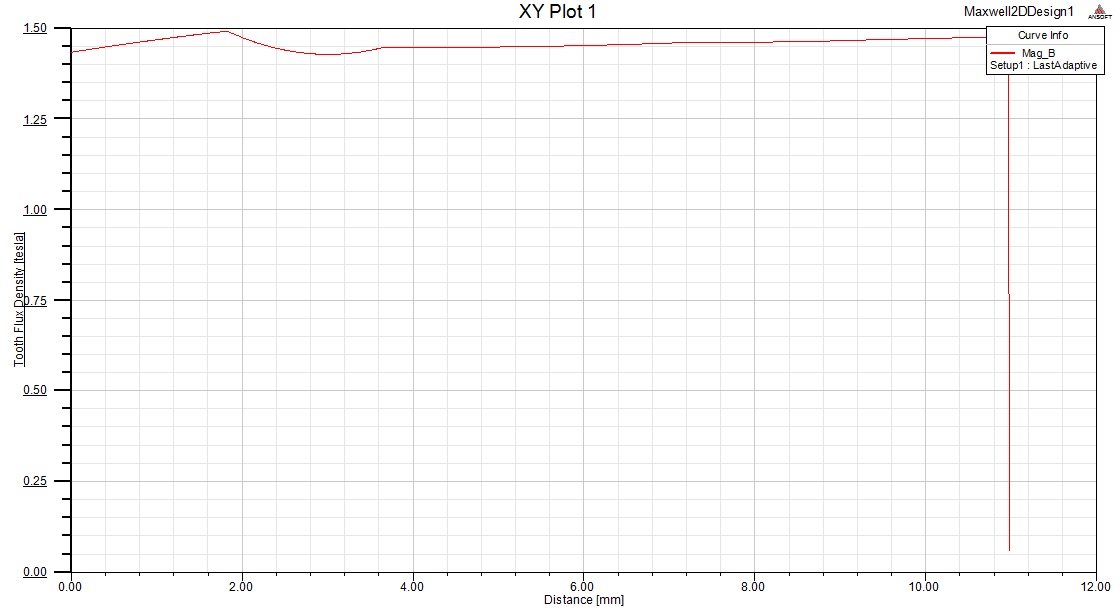 XY Plot 1
Maxwell2DDesign1
ANSOFT
Curve Info
Mag_B
Setup1 : LastAdaptive
1.50
1.25
1.00
0.75
0.50
0.25
0.00
Tooth Flux Density [tesla]
0.00 2.00 4.00 6.00 8.00 10.00 12.00
Distance [mm]